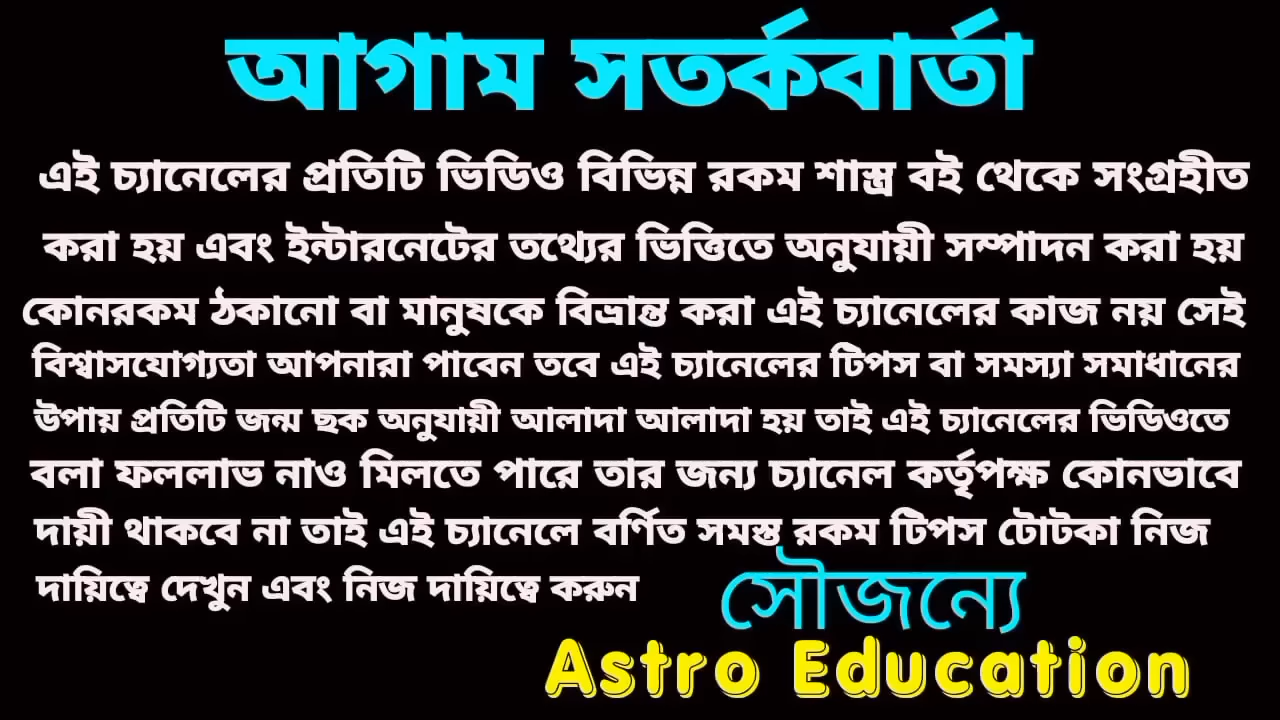 আগাম সতর্কবার্তা
এই চ্যানেলের প্রতিটি ভিডিও বিভিন্ন রকম শাস্ত্র বই থেকে সংগ্রহীত
করা হয় এবং ইন্টারনেটের তথ্যের ভিত্তিতে অনুযায়ী সম্পাদন করা হয়
কোনরকম ঠকানো বা মানুষকে বিভ্রান্ত করা এই চ্যানেলের কাজ নয় সেই
বিশ্বাসযোগ্যতা আপনারা পাবেন তবে এই চ্যানেলের টিপস বা সমস্যা সমাধানের
উপায় প্রতিটি জন্ম ছক অনুযায়ী আলাদা আলাদা হয় তাই এই চ্যানেলের ভিডিওতে
বলা ফললাভ নাও মিলতে পারে তার জন্য চ্যানেল কর্তৃপক্ষ কোনভাবে
দায়ী থাকবে না তাই এই চ্যানেলে বর্ণিত সমস্ত রকম টিপস টোটকা নিজ
দায়িত্বে দেখুন এবং নিজ দায়িত্বে করুন
সৌজন্যে
Astro Education